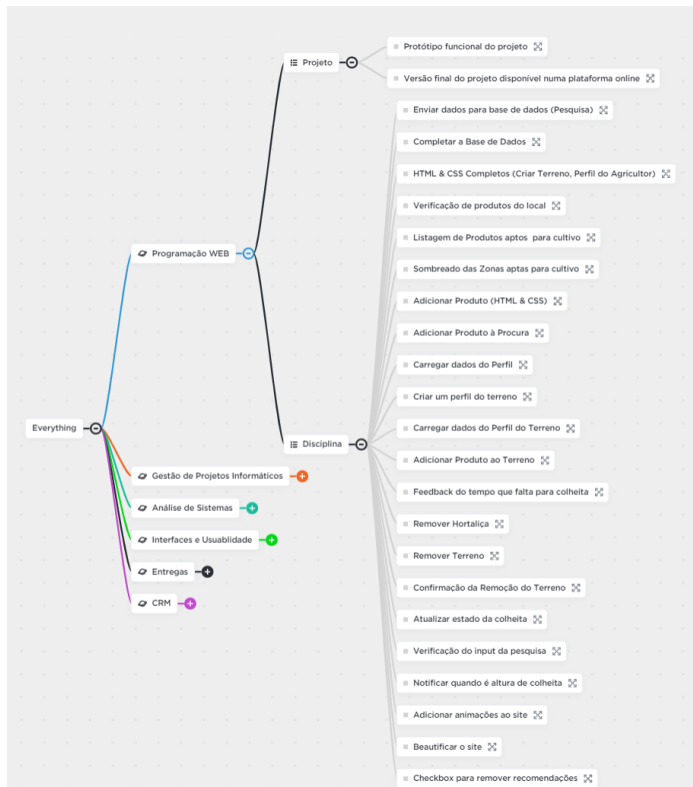 Everything
Programação WEB
Projeto
Protótipo funcional do projeto
Versão final do projeto disponível numa plataforma online
Disciplina
Enviar dados para base de dados (Pesquisa)
Completar a Base de Dados
HTML & CSS Completos (Criar Terreno, Perfil do Agricultor)
Verificação de produtos do local
Listagem de Produtos aptos para cultivo
Sombreado das Zonas aptas para cultivo
Adicionar Produto (HTML & CSS)
Adicionar Produto à Procura
Carregar dados do Perfil
Criar um perfil do terreno
Carregar dados do Perfil do Terreno
Adicionar Produto ao Terreno
Feedback do tempo que falta para colheita
Remover Hortaliça
Remover Terreno
Confirmação da Remoção do Terreno
Atualizar estado da colheita
Verificação do input da pesquisa
Notificar quando é altura de colheita
Adicionar animações ao site
Beautificar o site
Checkbox para remover recomendações
Gestão de Projetos Informáticos
Análise de Sistemas
Interfaces e Usuablidade
Entregas
CRM